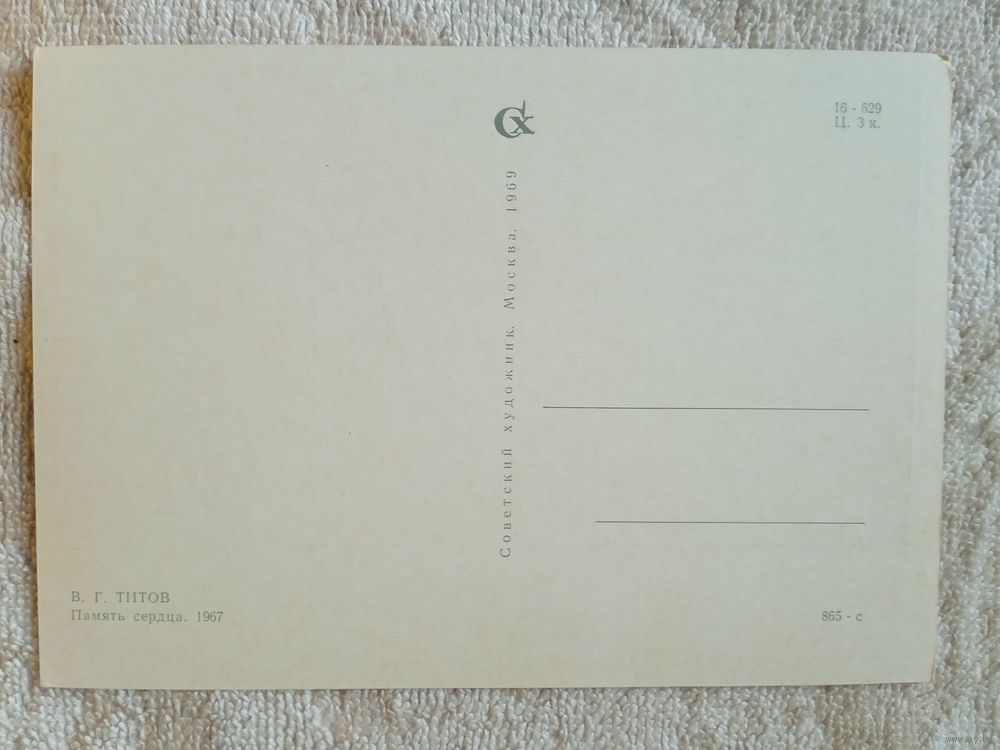 Сх
16 - 629
Ц. 3 к.
Советский художник. Москва. 1969
В. Г. ТИТОВ
Память сердца. 1967
865 - с